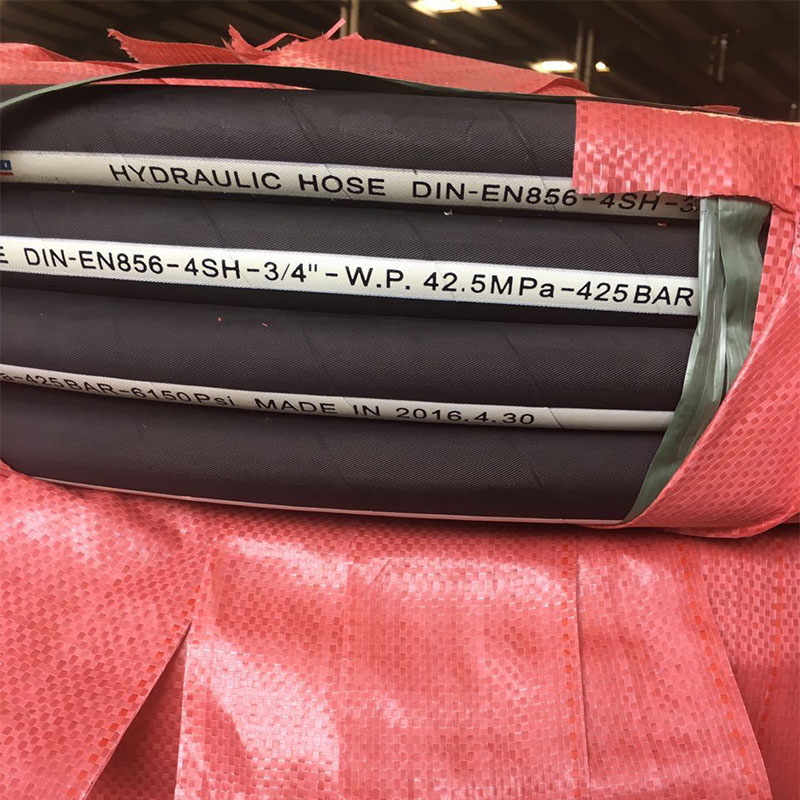 HYDRAULIC HOSE DIN-EN856-4SH-3
E DIN-EN856-4SH-3/4"-W.P. 42.5MPa-425BAR
-425BAR-6150Psi MADE IN 2016.4.30